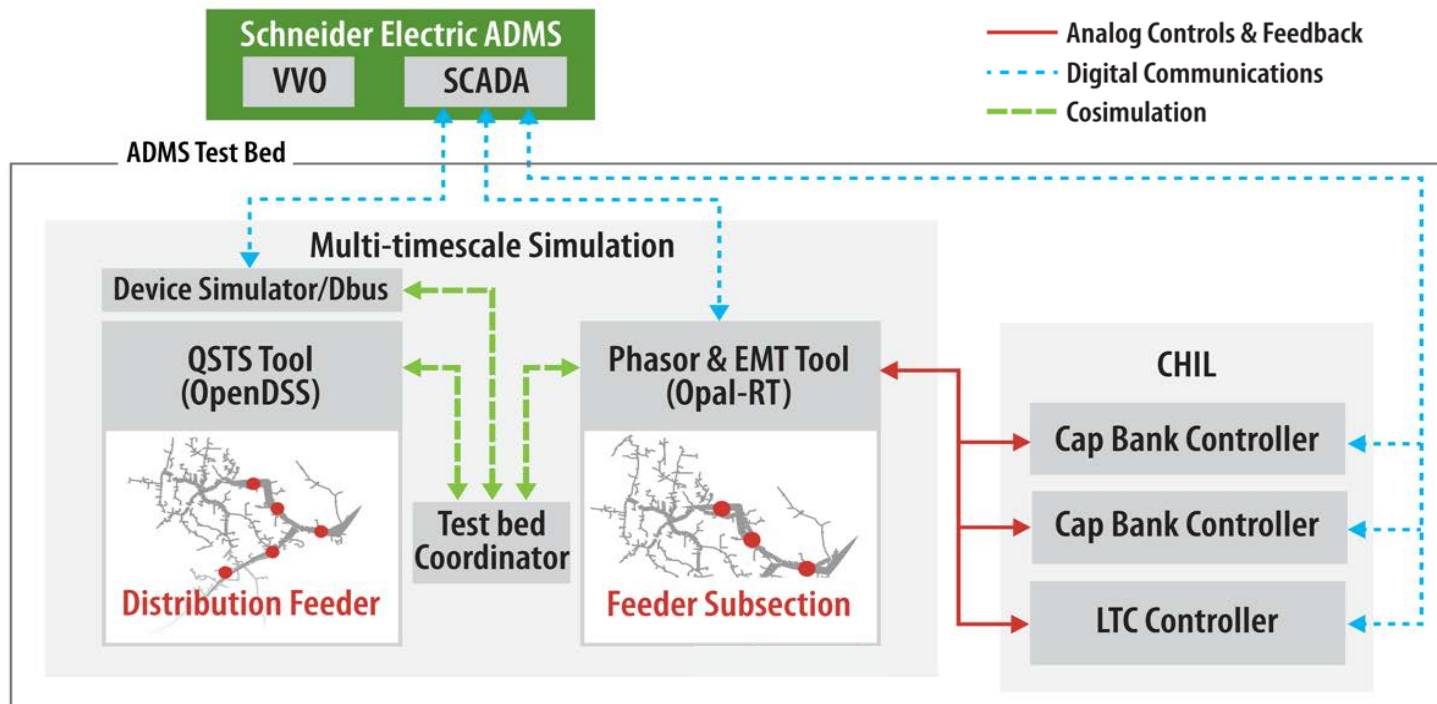 Schneider Electric ADMS
VVO
SCADA
Analog Controls & Feedback
Digital Communications
Cosimulation
ADMS Test Bed
Multi-timescale Simulation
Device Simulator/Dbus
QSTS Tool
(OpenDSS)
Distribution Feeder
Test bed
Coordinator
Phasor & EMT Tool
(Opal-RT)
Feeder Subsection
CHIL
Cap Bank Controller
Cap Bank Controller
LTC Controller